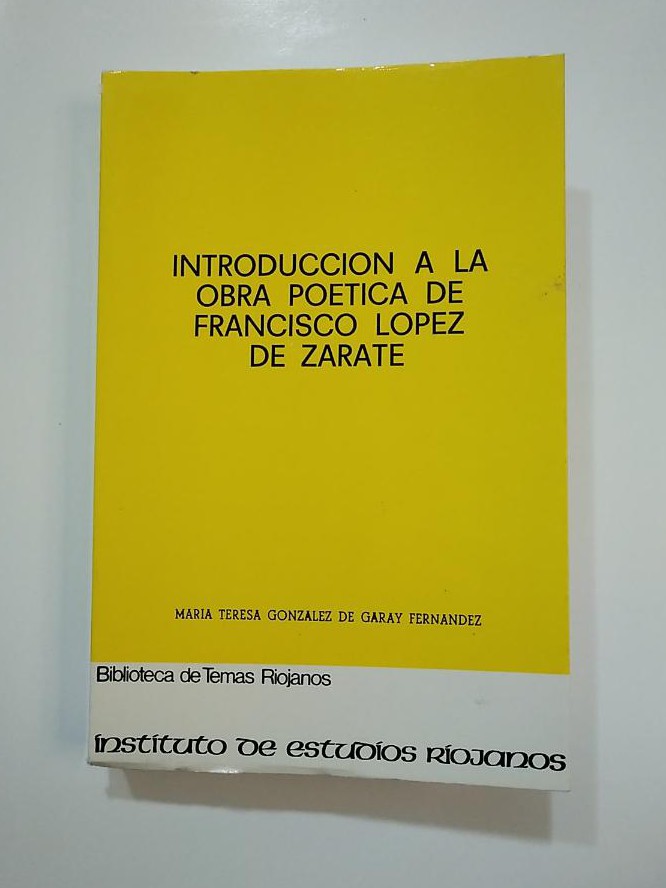 INTRODUCCION A LA
OBRA POETICA DE
FRANCISCO LOPEZ
DE ZARATE
MARIA TERESA GONZALEZ DE GARAY FERNANDEZ
Biblioteca de Temas Riojanos
instituto de estudios Riojanos